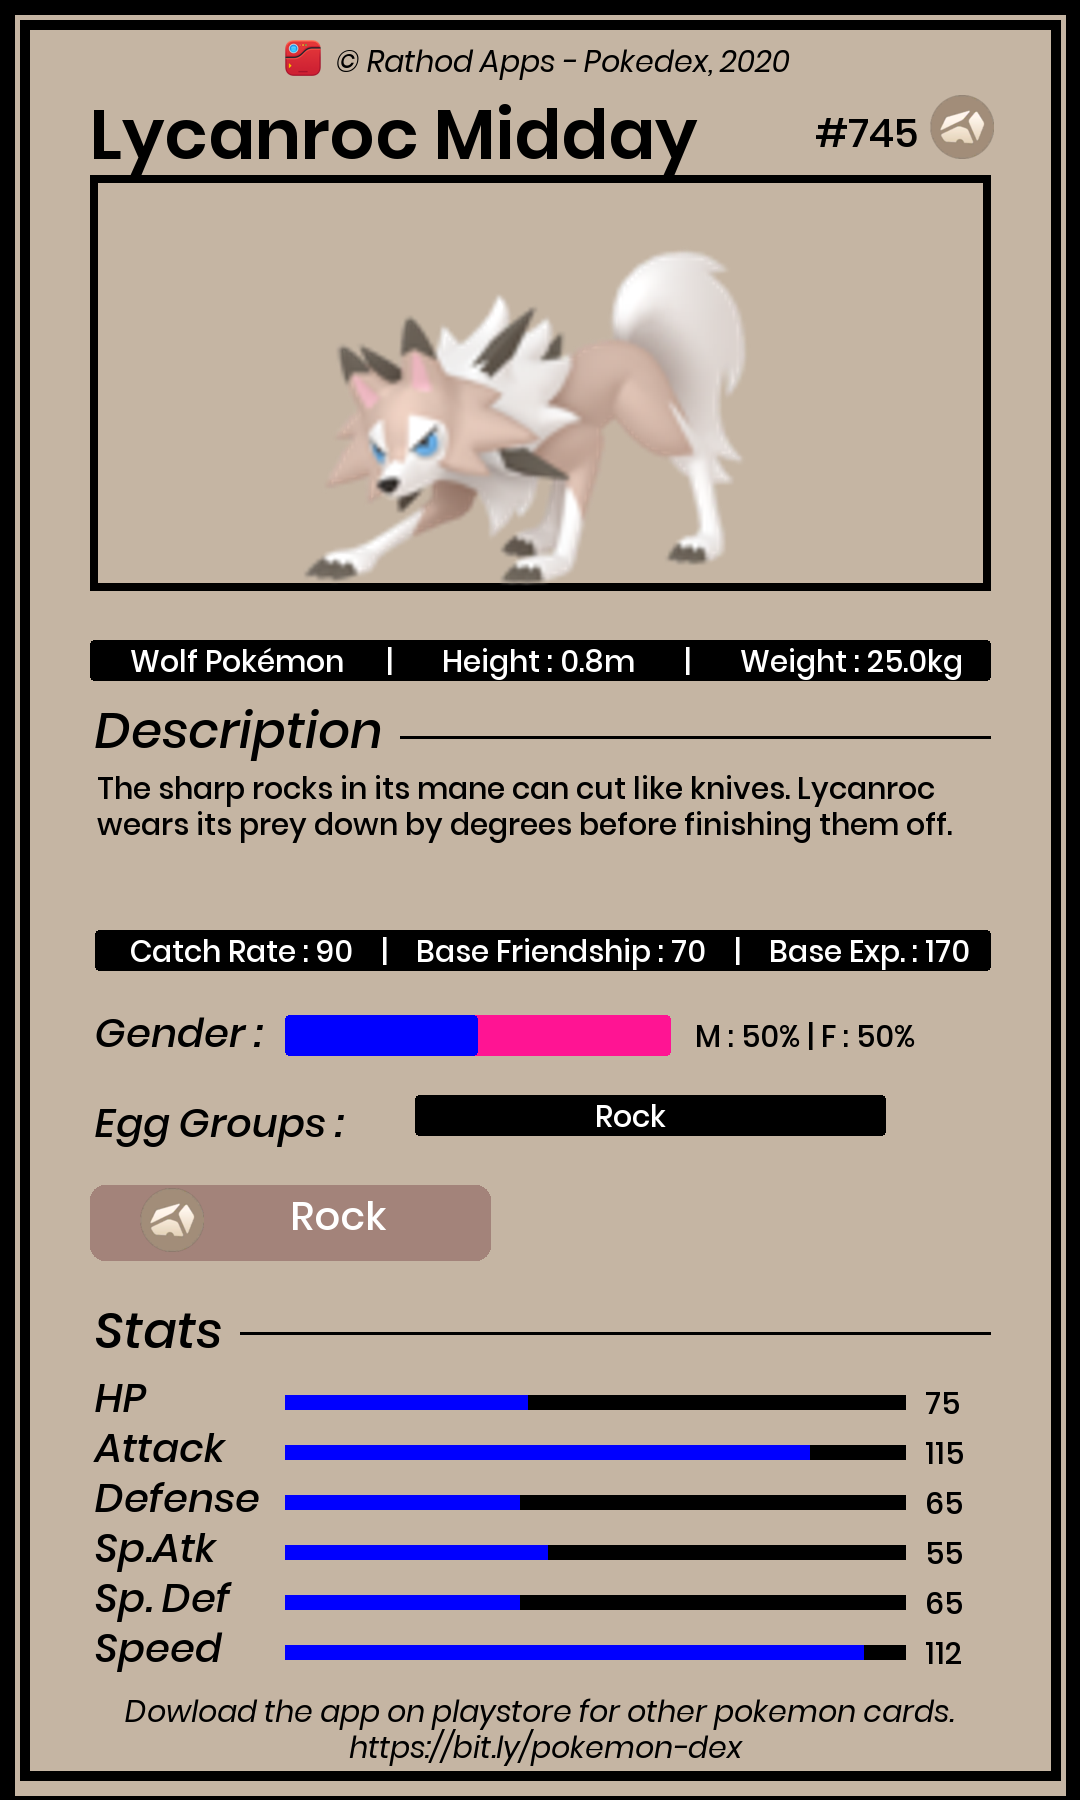 © Rathod Apps - Pokedex, 2020
Lycanroc Midday #745
Wolf Pokémon | Height : 0.8m | Weight : 25.0kg
Description
The sharp rocks in its mane can cut like knives. Lycanroc
wears its prey down by degrees before finishing them off.
Catch Rate : 90 | Base Friendship : 70 | Base Exp. : 170
Gender : M : 50% | F : 50%
Egg Groups : Rock
Rock
Stats
HP 75
Attack 115
Defense 65
Sp.Atk 55
Sp. Def 65
Speed 112
Dowload the app on playstore for other pokemon cards.
https://bit.ly/pokemon-dex